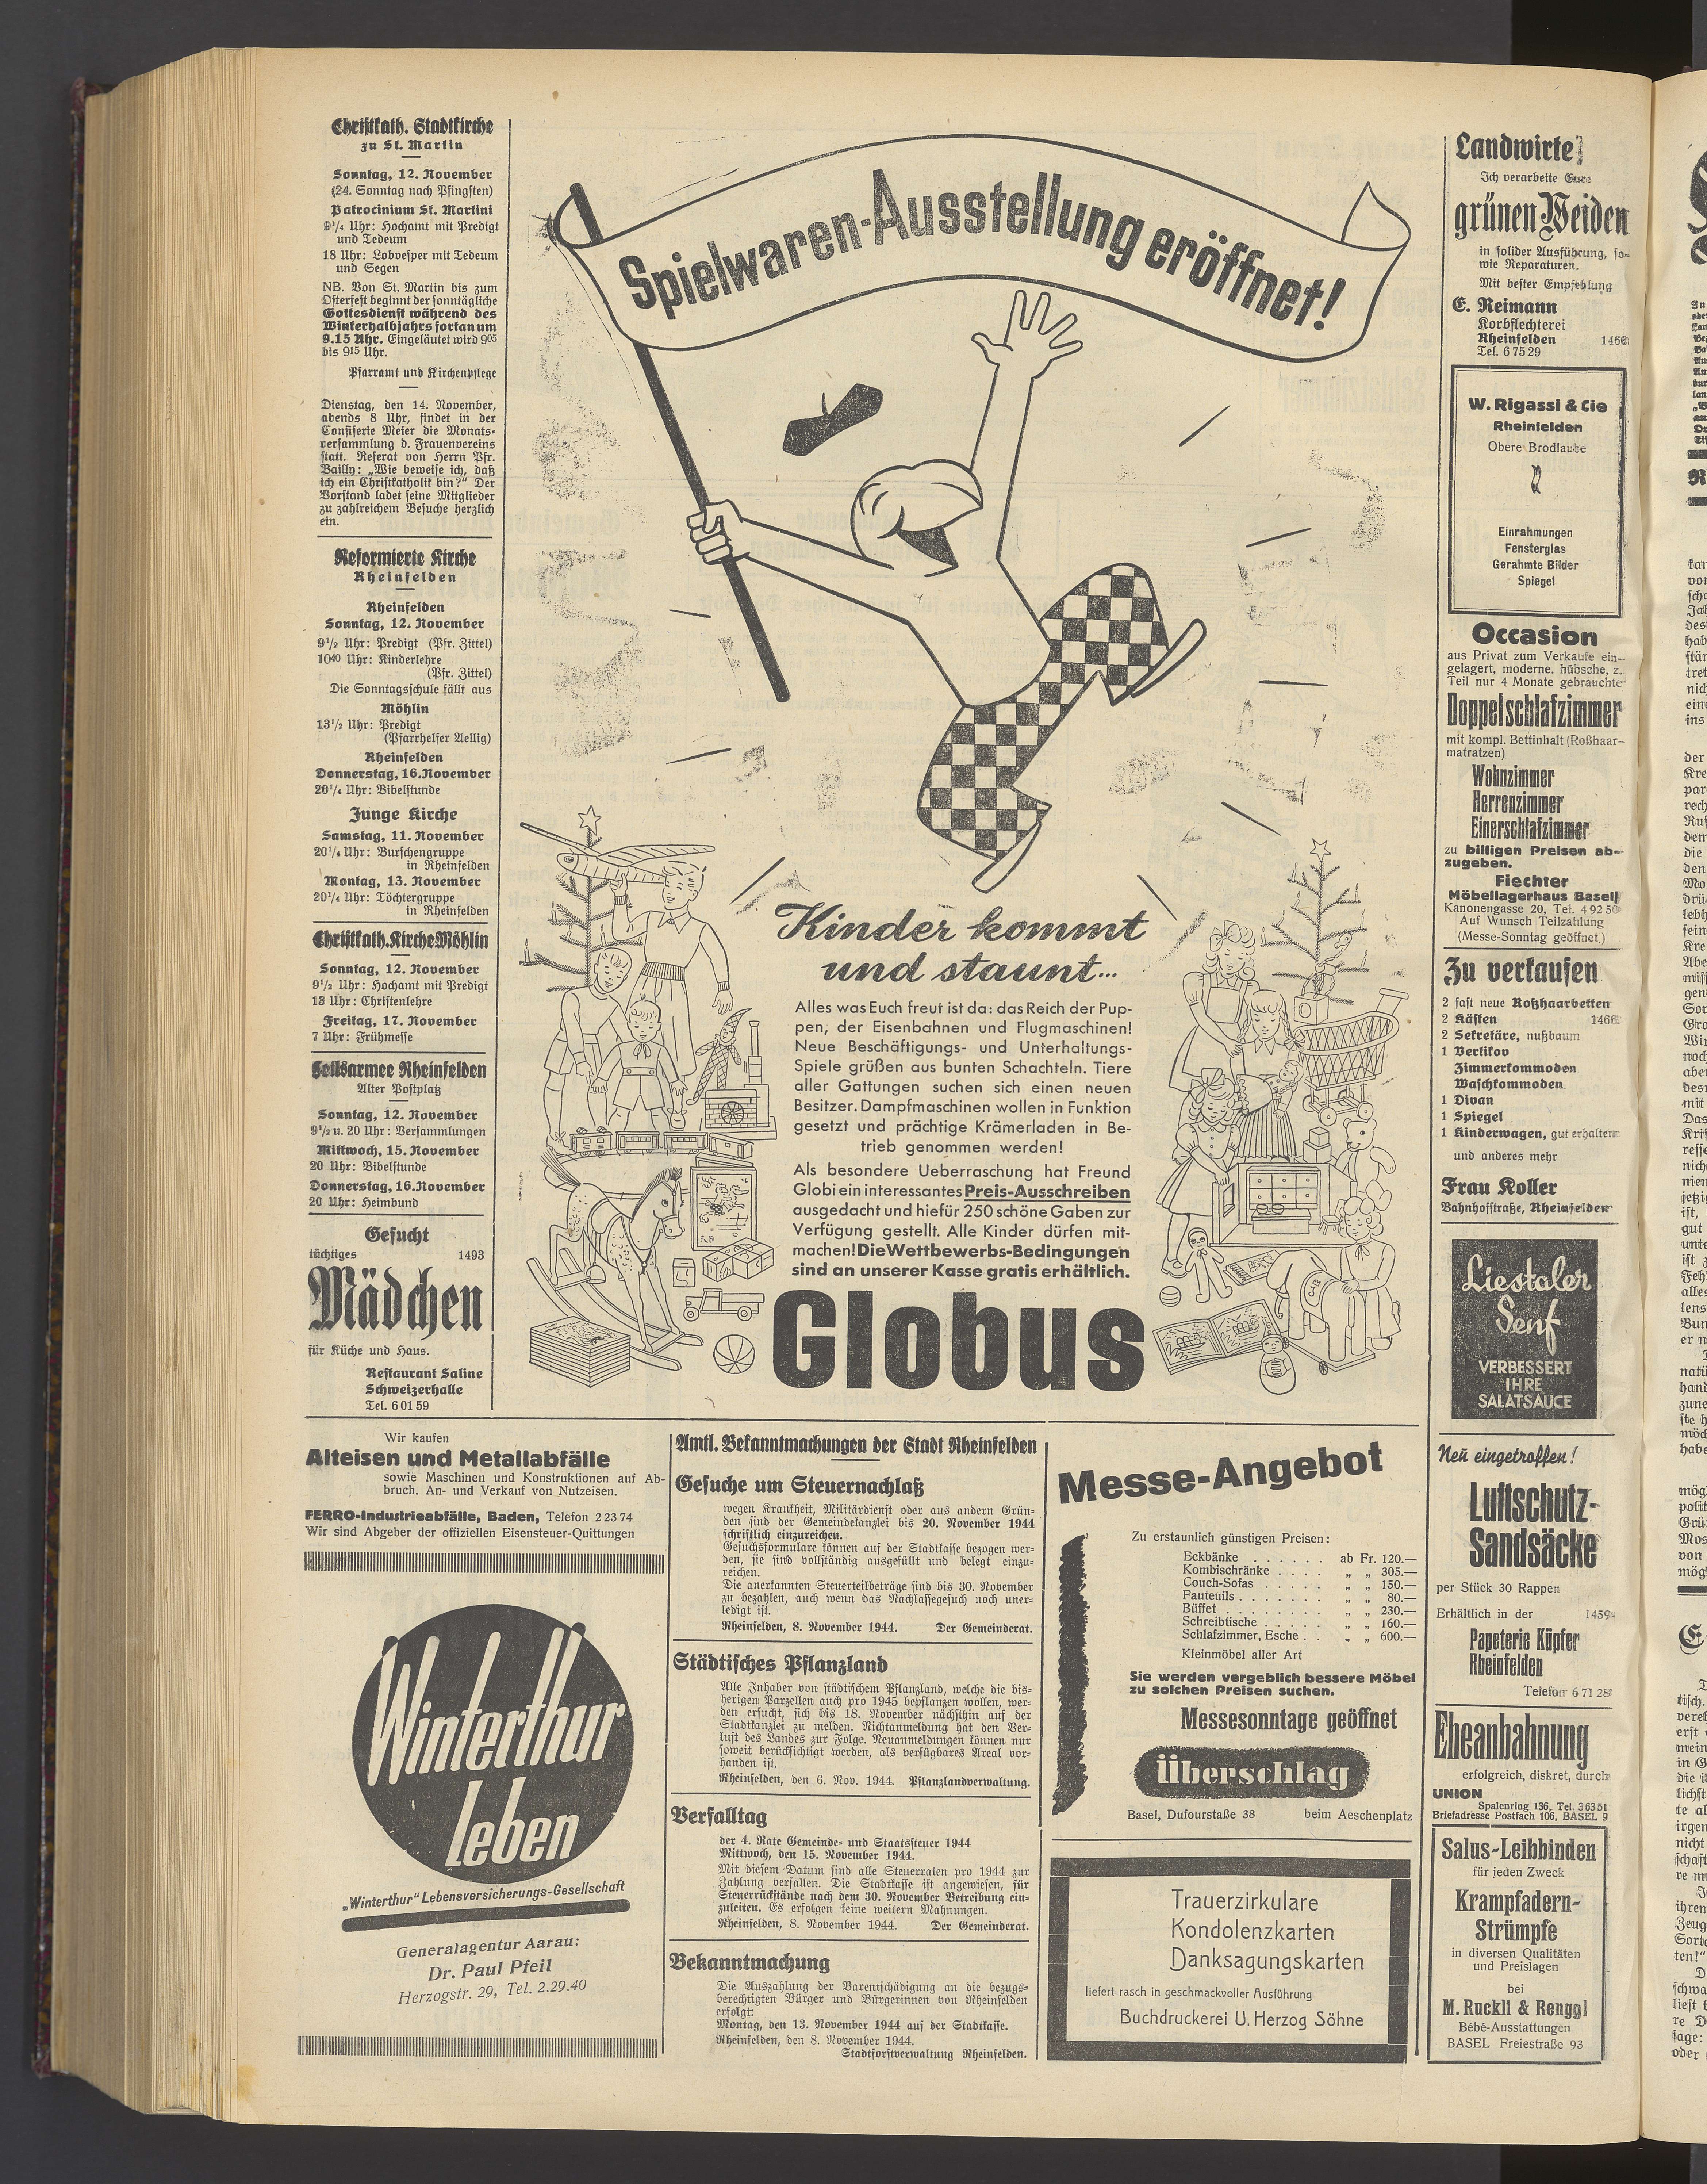 Christkath. Stadtkirche
zu St. Martin
Sonntag, 12. November
(24. Sonntag nach Pfingsten)
Patrocinium St. Martini
9¹/₄ Uhr: Hochamt mit Predigt
und Tedeum
18 Uhr: Lobvesper mit Tedeum
und Segen
NB. Von St. Martin bis zum
Osterfest beginnt der sonntägliche
Gottesdienst während des
Winterhalbjahrs fortan um
9.15 Uhr. Eingeläutet wird 9⁰⁵
bis 9¹⁵ Uhr.
Pfarramt und Kirchenpflege
Dienstag, den 14. November,
abends 8 Uhr, findet in der
Confiserie Meier die Monats-
versammlung d. Frauenvereins
statt. Referat von Herrn Pfr.
Bailly: „Wie beweise ich, daß
ich ein Christkatholik bin?" Der
Vorstand ladet seine Mitglieder
zu zahlreichem Besuche herzlich
ein.
Reformierte Kirche
Rheinfelden
Rheinfelden
Sonntag, 12. November
9¹/₂ Uhr: Predigt (Pfr. Zittel)
10⁴⁰ Uhr: Kinderlehre
(Pfr. Zittel)
Die Sonntagsschule fällt aus
Möhlin
13¹/₂ Uhr: Predigt
(Pfarrhelfer Aellig)
Rheinfelden
Donnerstag, 16. November
20¹/₄ Uhr: Bibelstunde
Junge Kirche
Samstag, 11. November
20¹/₄ Uhr: Burschengruppe
in Rheinfelden
Montag, 13. November
20¹/₄ Uhr: Töchtergruppe
in Rheinfelden
Christkath. Kirche Möhlin
Sonntag, 12. November
9¹/₂ Uhr: Hochamt mit Predigt
13 Uhr: Christenlehre
Freitag, 17. November
7 Uhr: Frühmesse
Heilsarmee Rheinfelden
Alter Postplatz
Sonntag, 12. November
9¹/₂ u. 20 Uhr: Versammlungen
Mittwoch, 15. November
20 Uhr: Bibelstunde
Donnerstag, 16. November
20 Uhr: Heimbund
Gesucht
tüchtiges 1493
Mädchen
für Küche und Haus.
Restaurant Saline
Schweizerhalle
Tel. 6 01 59
Spielwaren-Ausstellung eröffnet!
Kinder kommt
und staunt...
Alles was Euch freut ist da: das Reich der Pup-
pen, der Eisenbahnen und Flugmaschinen!
Neue Beschäftigungs- und Unterhaltungs-
Spiele grüßen aus bunten Schachteln. Tiere
aller Gattungen suchen sich einen neuen
Besitzer. Dampfmaschinen wollen in Funktion
gesetzt und prächtige Krämerladen in Be-
trieb genommen werden!
Als besondere Ueberraschung hat Freund
Globi ein interessantes Preis-Ausschreiben
ausgedacht und hiefür 250 schöne Gaben zur
Verfügung gestellt. Alle Kinder dürfen mit-
machen! Die Wettbewerbs-Bedingungen
sind an unserer Kasse gratis erhältlich.
Globus
Landwirte!
Ich verarbeite Eure
grünen Weiden
in solider Ausführung, so-
wie Reparaturen.
Mit bester Empfehlung
E. Reimann
Korbflechterei
Rheinfelden
Tel. 6 75 29
W. Rigassi & Cie
Rheinfelden
Obere Brodlaube
Einrahmungen
Fensterglas
Gerahmte Bilder
Spiegel
Occasion
aus Privat zum Verkaufe ein-
gelagert, moderne, hübsche, z.
Teil nur 4 Monate gebrauchte
Doppelschlafzimmer
mit kompl. Bettinhalt (Roßhaar-
matratzen)
Wohnzimmer
Herrenzimmer
Einerschlafzimmer
zu billigen Preisen ab-
zugeben.
Fiechter
Möbellagerhaus Basel
Kanonengasse 20, Tel. 4 92 50
Auf Wunsch Teilzahlung
(Messe-Sonntag geöffnet)
Zu verkaufen
2 fast neue Roßhaarbetten
2 Kästen
2 Sekretäre, nußbaum
1 Vertikov
Zimmerkommoden
Waschkommoden
1 Divan
1 Spiegel
1 Kinderwagen, gut erhalten
und anderes mehr
Frau Koller
Bahnhofstraße, Rheinfelden
Liestaler
Senf
VERBESSERT
IHRE
SALATSAUCE
Neu eingetroffen!
Luftschutz-
Sandsäcke
per Stück 30 Rappen
Erhältlich in der 1459
Papeterie Küpfer
Rheinfelden
Telefon 6 71 28
Eheanbahnung
erfolgreich, diskret, durch
UNION
Spalenring 136, Tel. 3 63 51
Briefadresse Postfach 106, BASEL 9
Salus-Leibbinden
für jeden Zweck
Krampfadern-
Strümpfe
in diversen Qualitäten
und Preislagen
bei
M. Ruckli & Renggl
Bébé-Ausstattungen
BASEL Freiestraße 93
Wir kaufen
Alteisen und Metallabfälle
sowie Maschinen und Konstruktionen auf Ab-
bruch. An- und Verkauf von Nutzeisen.
FERRO-Industrieabfälle, Baden, Telefon 2 23 74
Wir sind Abgeber der offiziellen Eisensteuer-Quittungen
Winterthur
Leben
„Winterthur" Lebensversicherungs-Gesellschaft
Generalagentur Aarau:
Dr. Paul Pfeil
Herzogstr. 29, Tel. 2.29.40
Amtl. Bekanntmachungen der Stadt Rheinfelden
Gesuche um Steuernachlaß
wegen Krankheit, Militärdienst oder aus andern Grün-
den sind der Gemeindekanzlei bis 20. November 1944
schriftlich einzureichen.
Gesuchsformulare können auf der Stadtkasse bezogen wer-
den, sie sind vollständig ausgefüllt und belegt einzu-
reichen.
Die anerkannten Steuerteilbeträge sind bis 30. November
zu bezahlen, auch wenn das Nachlassgesuch noch uner-
ledigt ist.
Rheinfelden, 8. November 1944. Der Gemeinderat.
Städtisches Pflanzland
Alle Inhaber von städtischem Pflanzland, welche die bis-
herigen Parzellen auch pro 1945 bepflanzen wollen, wer-
den ersucht, sich bis 18. November nächsthin auf der
Stadtkanzlei zu melden. Nichtanmeldung hat den Ver-
lust des Landes zur Folge. Neuanmeldungen können nur
soweit berücksichtigt werden, als verfügbares Areal vor-
handen ist.
Rheinfelden, den 6. Nov. 1944. Pflanzlandverwaltung.
Verfalltag
der 4. Rate Gemeinde- und Staatssteuer 1944
Mittwoch, den 15. November 1944.
Mit diesem Datum sind alle Steuerraten pro 1944 zur
Zahlung verfallen. Die Stadtkasse ist angewiesen, für
Steuerrückstände nach dem 30. November Betreibung ein-
zuleiten. Es erfolgen keine weitern Mahnungen.
Rheinfelden, 8. November 1944. Der Gemeinderat.
Bekanntmachung
Die Auszahlung der Barentschädigung an die bezugs-
berechtigten Bürger und Bürgerinnen von Rheinfelden
erfolgt:
Montag, den 13. November 1944 auf der Stadtkasse.
Rheinfelden, den 8. November 1944.
Stadtforstverwaltung Rheinfelden.
Messe-Angebot
Zu erstaunlich günstigen Preisen:
Eckbänke . . . . . . ab Fr. 120.—
Kombischränke . . . . „ „ 305.—
Couch-Sofas . . . . . „ „ 150.—
Fauteuils . . . . . . . „ „ 80.—
Büffet . . . . . . . . „ „ 230.—
Schreibtische . . . . . „ „ 160.—
Schlafzimmer, Esche . . „ „ 600.—
Kleinmöbel aller Art
Sie werden vergeblich bessere Möbel
zu solchen Preisen suchen.
Messesonntage geöffnet
Überschlag
Basel, Dufourstraße 38 beim Aeschenplatz
Trauerzirkulare
Kondolenzkarten
Danksagungskarten
liefert rasch in geschmackvoller Ausführung
Buchdruckerei U. Herzog Söhne